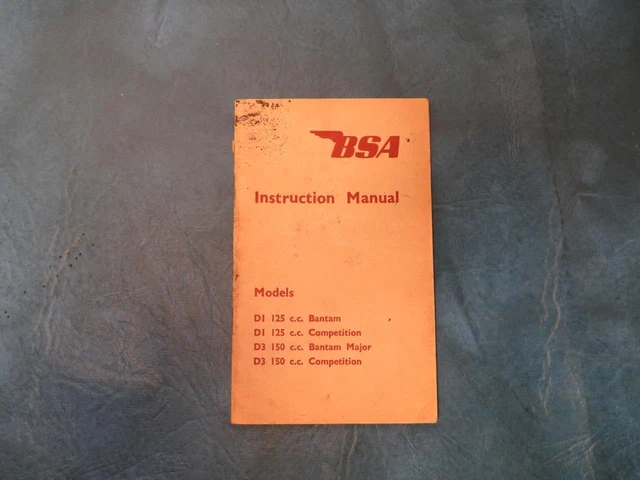 BSA
Instruction Manual
Models
D1 125 c.c. Bantam
D1 125 c.c. Competition
D3 150 c.c. Bantam Major
D3 150 c.c. Competition